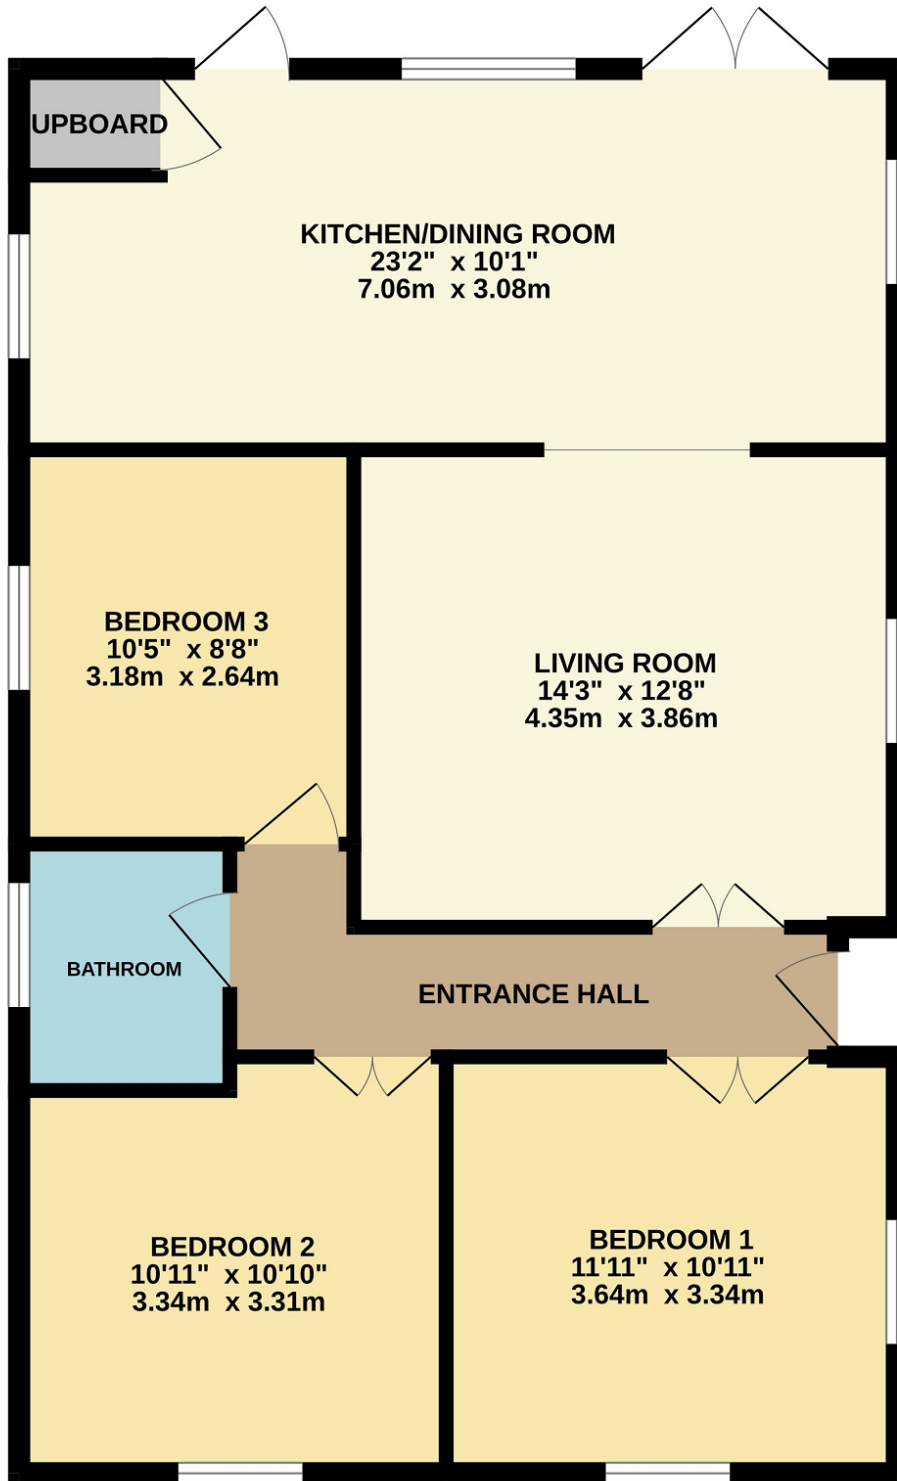 UPBOARD
KITCHEN/DINING ROOM
23'2" x 10'1"
7.06m x 3.08m
BEDROOM 3
10'5" x 8'8"
3.18m x 2.64m
LIVING ROOM
14'3" x 12'8"
4.35m x 3.86m
BATHROOM
ENTRANCE HALL
BEDROOM 2
10'11" x 10'10"
3.34m x 3.31m
BEDROOM 1
11'11" x 10'11"
3.64m x 3.34m